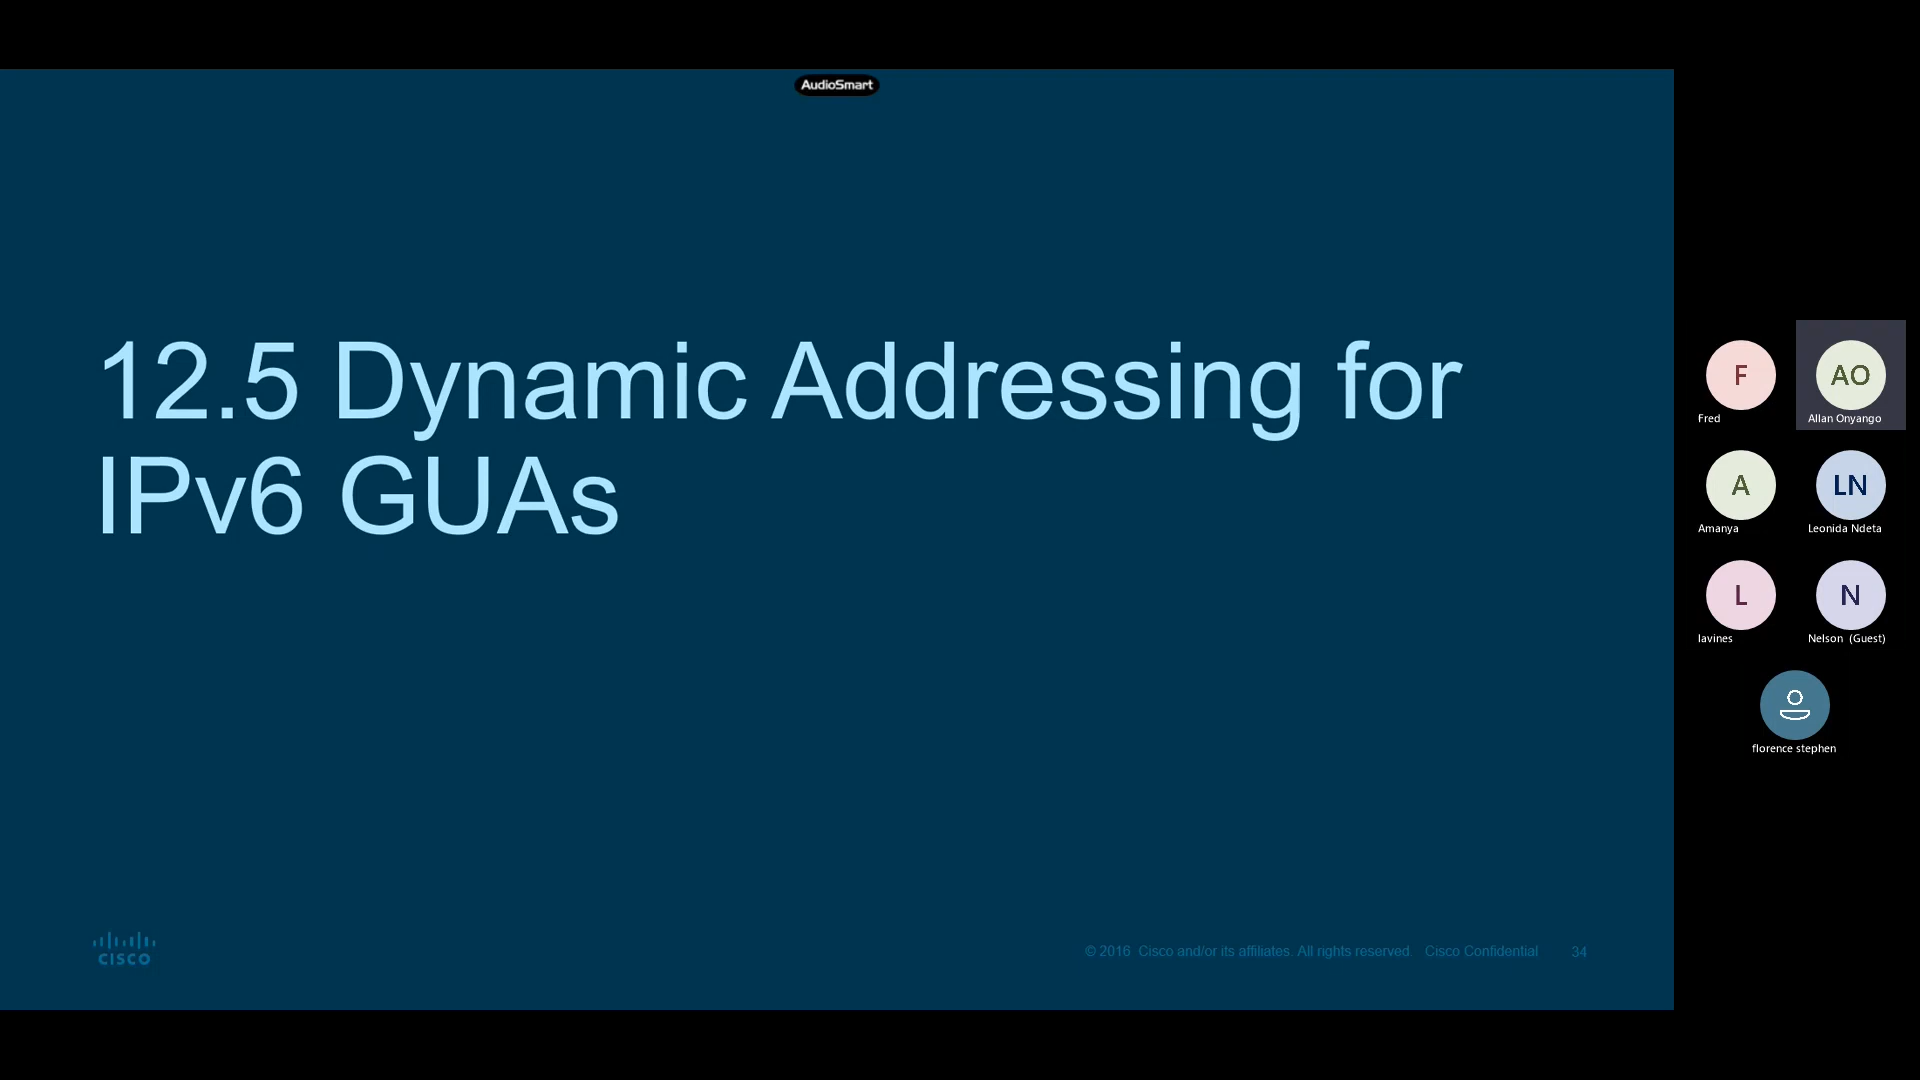 AudioSmart
12.5 Dynamic Addressing for
IPv6 GUAs
CISCO
© 2016 Cisco and/or its affiliates. All rights reserved. Cisco Confidential 34
F
Fred
AO
Allan Onyango
A
Amanya
LN
Leonida Ndeta
L
lavines
N
Nelson (Guest)
florence stephen